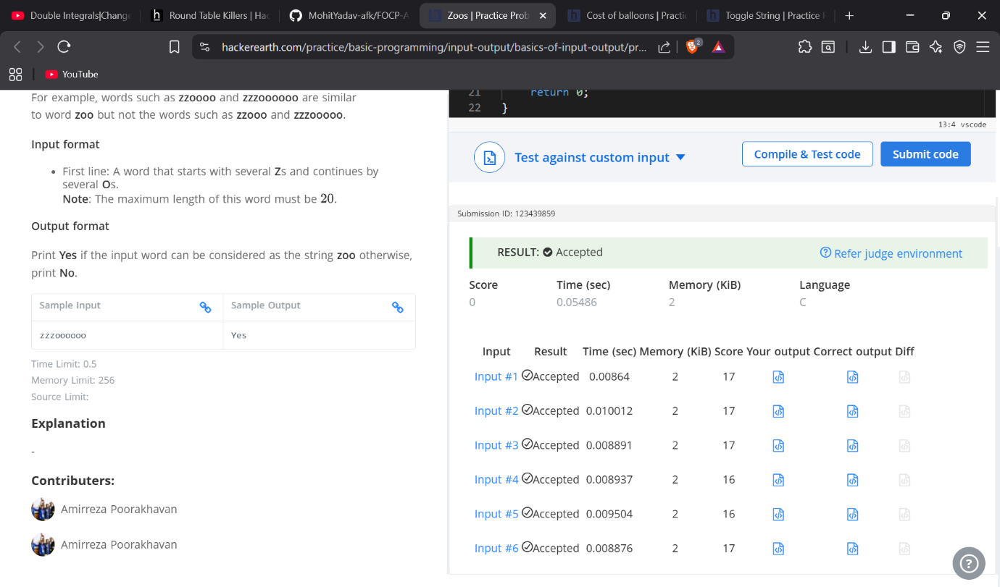 Double Integrals|Change
Round Table Killers | Hac
MohitYadav-afk/FOCP-A
Zoos | Practice Prob
Cost of balloons | Practic
Toggle String | Practice P
hackerearth.com/practice/basic-programming/input-output/basics-of-input-output/pr...
2
YouTube
For example, words such as zzoooo and zzzoooooo are similar
to word zoo but not the words such as zzooo and zzzooooo.
Input format
• First line: A word that starts with several Zs and continues by
several Os.
Note: The maximum length of this word must be 20.
Output format
Print Yes if the input word can be considered as the string zoo otherwise,
print No.
Sample Input
Sample Output
zzzoooooo
Yes
Time Limit: 0.5
Memory Limit: 256
Source Limit:
Explanation
-
Contributers:
Amirreza Poorakhavan
Amirreza Poorakhavan
21 return 0;
22 }
13:4 vscode
Test against custom input
Compile & Test code
Submit code
Submission ID: 123439859
RESULT: Accepted
Refer judge environment
Score Time (sec) Memory (KiB) Language
0 0.05486 2 C
Input Result Time (sec) Memory (KiB) Score Your output Correct output Diff
Input #1 Accepted 0.00864 2 17
Input #2 Accepted 0.010012 2 17
Input #3 Accepted 0.008891 2 17
Input #4 Accepted 0.008937 2 16
Input #5 Accepted 0.009504 2 16
Input #6 Accepted 0.008876 2 17